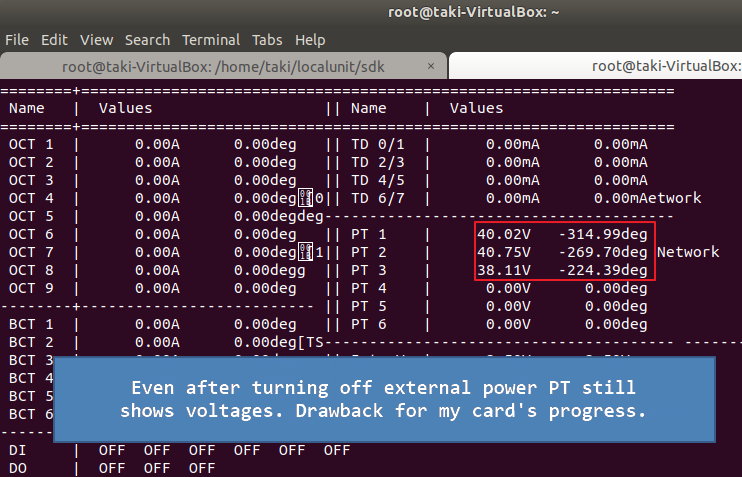 root@taki-VirtualBox: ~
File Edit View Search Terminal Tabs Help
root@taki-VirtualBox: /home/taki/localunit/sdk × root@taki-VirtualBox:
========+===============================================================
Name | Values || Name | Values
========+===============================================================
OCT 1 | 0.00A 0.00deg || TD 0/1 | 0.00mA 0.00mA
OCT 2 | 0.00A 0.00deg || TD 2/3 | 0.00mA 0.00mA
OCT 3 | 0.00A 0.00deg || TD 4/5 | 0.00mA 0.00mA
OCT 4 | 0.00A 0.00deg 0|| TD 6/7 | 0.00mA 0.00mAetwork
OCT 5 | 0.00A 0.00degdeg------------------------------------------
OCT 6 | 0.00A 0.00deg || PT 1 | 40.02V -314.99deg
OCT 7 | 0.00A 0.00deg 1|| PT 2 | 40.75V -269.70deg Network
OCT 8 | 0.00A 0.00degg || PT 3 | 38.11V -224.39deg
OCT 9 | 0.00A 0.00deg || PT 4 | 0.00V 0.00deg
--------+------------------------- || PT 5 | 0.00V 0.00deg
BCT 1 | 0.00A 0.00deg || PT 6 | 0.00V 0.00deg
BCT 2 | 0.00A 0.00deg[TS------------------------------------------ -------
BCT 3
BCT 4
BCT 5
BCT 6
Even after turning off external power PT still
shows voltages. Drawback for my card's progress.
DI | OFF OFF OFF OFF OFF OFF
DO | OFF OFF OFF